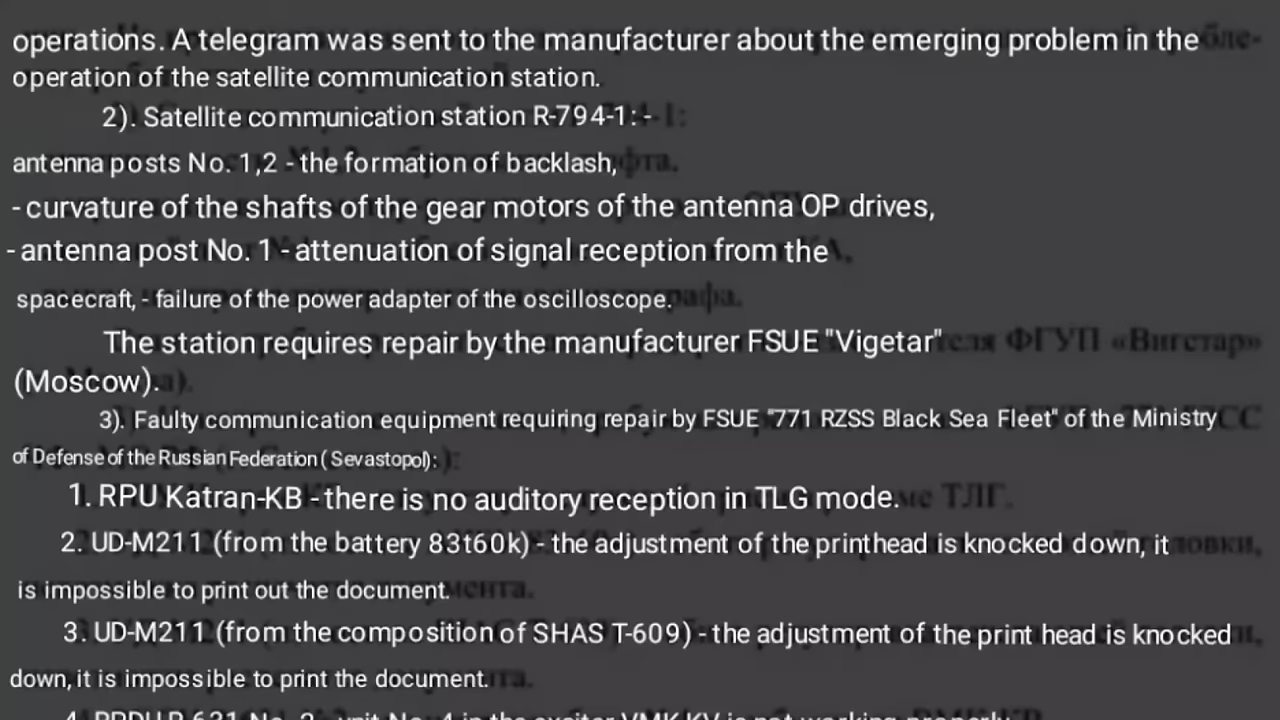 operations. A telegram was sent to the manufacturer about the emerging problem in the
operation of the satellite communication station.
2). Satellite communication station R-794-1: -
antenna posts No. 1,2 - the formation of backlash,
- curvature of the shafts of the gear motors of the antenna OP drives,
- antenna post No. 1 - attenuation of signal reception from the
spacecraft, - failure of the power adapter of the oscilloscope.
The station requires repair by the manufacturer FSUE "Vigetar"
(Moscow).
3). Faulty communication equipment requiring repair by FSUE "771 RZSS Black Sea Fleet" of the Ministry
of Defense of the Russian Federation ( Sevastopol):
1. RPU Katran-KB - there is no auditory reception in TLG mode.
2. UD-M211 (from the battery 83t60k) - the adjustment of the printhead is knocked down, it
is impossible to print out the document.
3. UD-M211 (from the composition of SHAS T-609) - the adjustment of the print head is knocked
down, it is impossible to print the document.